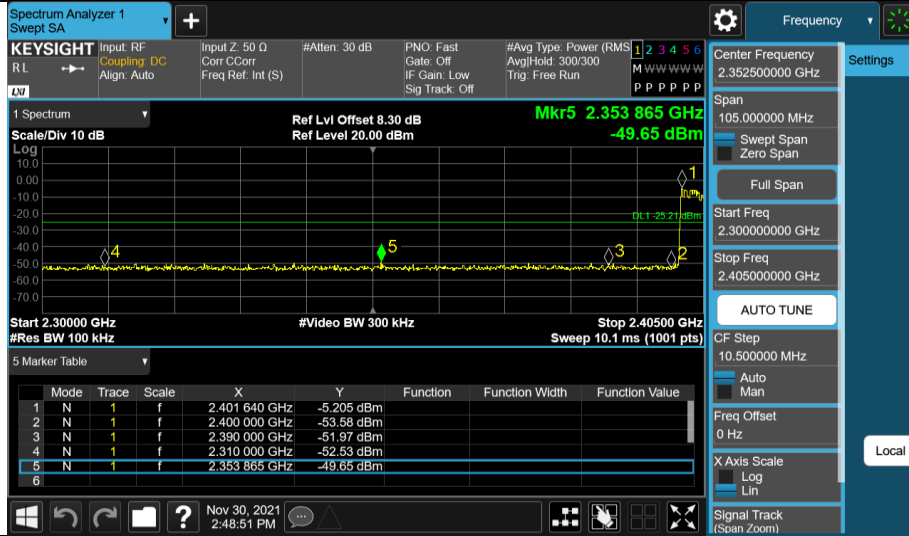 Spectrum Analyzer 1
Swept SA
Frequency
KEYSIGHT
R L
LXI
Input: RF
Coupling: DC
Align: Auto
Input Z: 50 Ω
Corr CCorr
Freq Ref: Int (S)
#Atten: 30 dB
PNO: Fast
Gate: Off
IF Gain: Low
Sig Track: Off
#Avg Type: Power (RMS
Avg|Hold: 300/300
Trig: Free Run
1 2 3 4 5 6
M W W W W W
P P P P P P
1 Spectrum
Scale/Div 10 dB
Ref Lvl Offset 8.30 dB
Ref Level 20.00 dBm
Mkr5 2.353 865 GHz
-49.65 dBm
Log
10.0
0.00
-10.0
-20.0
-30.0
-40.0
-50.0
-60.0
-70.0
1
DL1 -25.21 dBm
4
5
3
2
Start 2.30000 GHz
#Res BW 100 kHz
#Video BW 300 kHz
Stop 2.40500 GHz
Sweep 10.1 ms (1001 pts)
5 Marker Table
Mode Trace Scale X Y Function Function Width Function Value
1 N 1 f 2.401 640 GHz -5.205 dBm
2 N 1 f 2.400 000 GHz -53.58 dBm
3 N 1 f 2.390 000 GHz -51.97 dBm
4 N 1 f 2.310 000 GHz -52.53 dBm
5 N 1 f 2.353 865 GHz -49.65 dBm
6
?
Nov 30, 2021
2:48:51 PM
Center Frequency
2.352500000 GHz
Span
105.000000 MHz
Swept Span
Zero Span
Full Span
Start Freq
2.300000000 GHz
Stop Freq
2.405000000 GHz
AUTO TUNE
CF Step
10.500000 MHz
Auto
Man
Freq Offset
0 Hz
X Axis Scale
Log
Lin
Signal Track
(Span Zoom)
Settings
Local